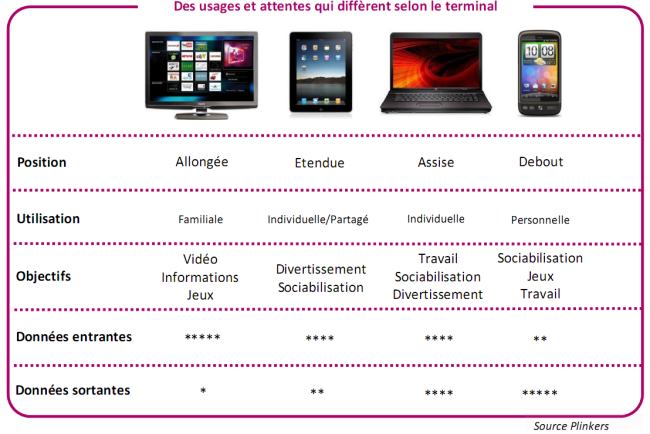 Des usages et attentes qui diffèrent selon le terminal
10:08
Position Allongée Etendue Assise Debout
Utilisation Familiale Individuelle/Partagé Individuelle Personnelle
Objectifs
Vidéo
Informations
Jeux
Divertissement
Sociabilisation
Travail
Sociabilisation
Divertissement
Sociabilisation
Jeux
Travail
Données entrantes ***** **** **** **
Données sortantes * ** **** *****
Source Plinkers